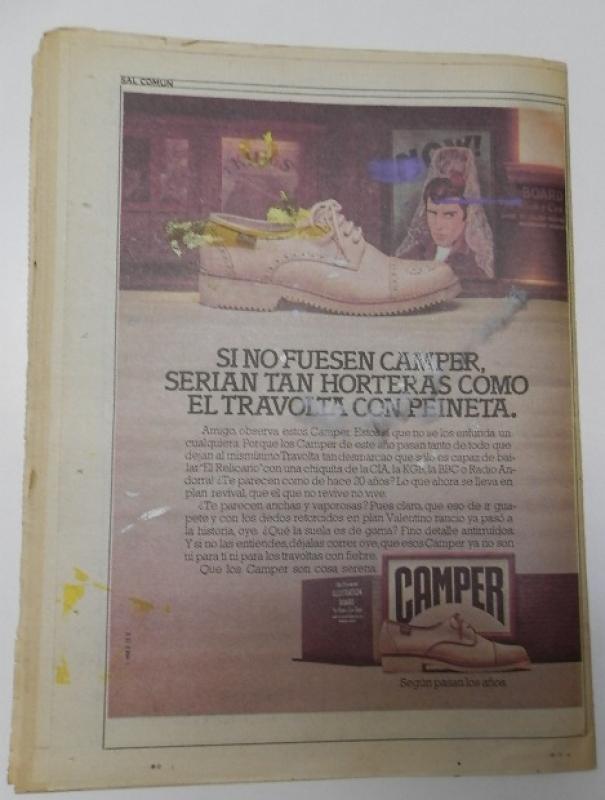 SAL COMUN
NOW!
BOARD
SI NO FUESEN CAMPER,
SERIAN TAN HORTERAS COMO
EL TRAVOLTA CON PEINETA.
Amigo, observa estos Camper. Estos sí que no se los enfunda un
cualquiera. Porque los Camper de este año pasan tanto de todo que
dejan al mismísimo Travolta tan desmarcao que sólo es capaz de bai-
lar "El Relicario" con una chiquita de la CIA, la KGB, la BBC o Radio An-
dorra! ¿Te parecen como de hace 20 años? Lo que ahora se lleva en
plan revival, que el que no revive no vive.
¿Te parecen anchas y vaporosas? Pues claro, que eso de ir gua-
pete y con los dedos retorcidos en plan Valentino rancio ya pasó a
la historia, oye. ¿Qué la suela es de goma? Fino detalle antirruidos.
Y si no las entiendes, déjalas correr oye, que esos Camper ya no son
ni para ti ni para los travoltas con fiebre.
Que los Camper son cosa serena.
CAMPER
ILLUSTRATION
BOARD
Según pasan los años.